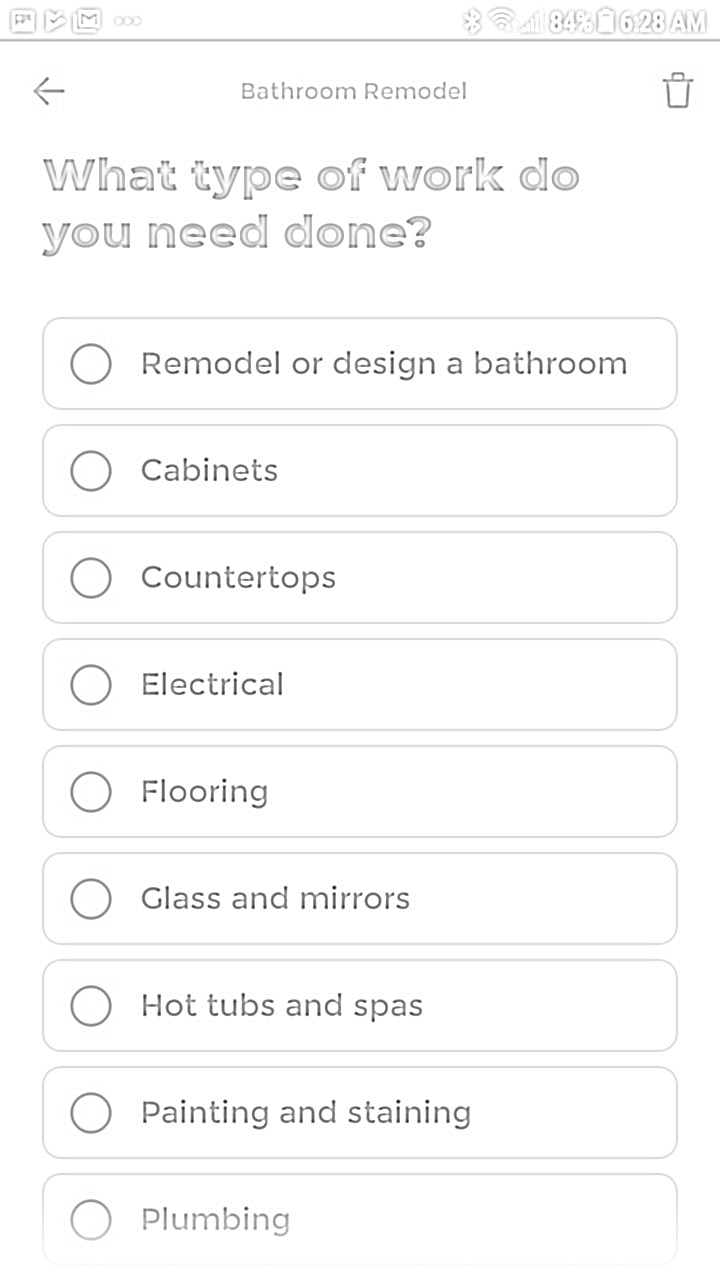 84% 6:28 AM
Bathroom Remodel
What type of work do
you need done?
Remodel or design a bathroom
Cabinets
Countertops
Electrical
Flooring
Glass and mirrors
Hot tubs and spas
Painting and staining
Plumbing